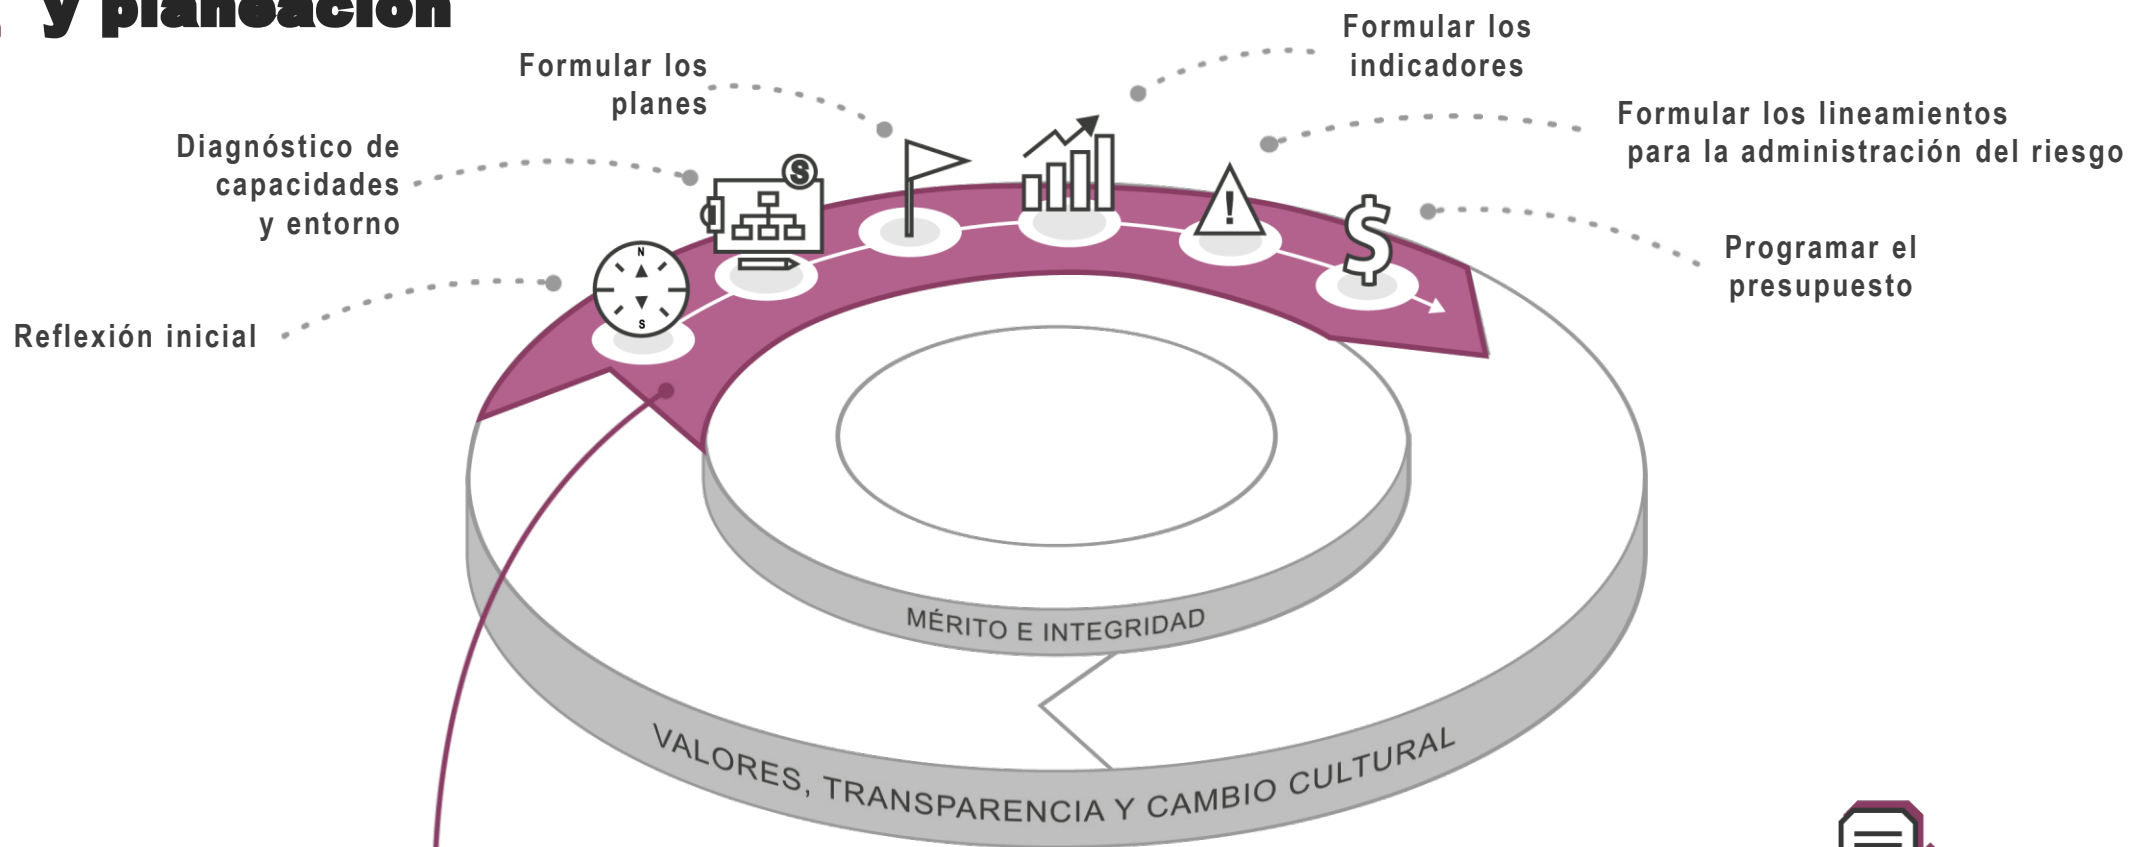 y planeación
Formular los
indicadores
Formular los
planes
Formular los lineamientos
para la administración del riesgo
Diagnóstico de
capacidades
y entorno
Programar el
presupuesto
Reflexión inicial
S
N
S
!
$
MÉRITO E INTEGRIDAD
VALORES, TRANSPARENCIA Y CAMBIO CULTURAL